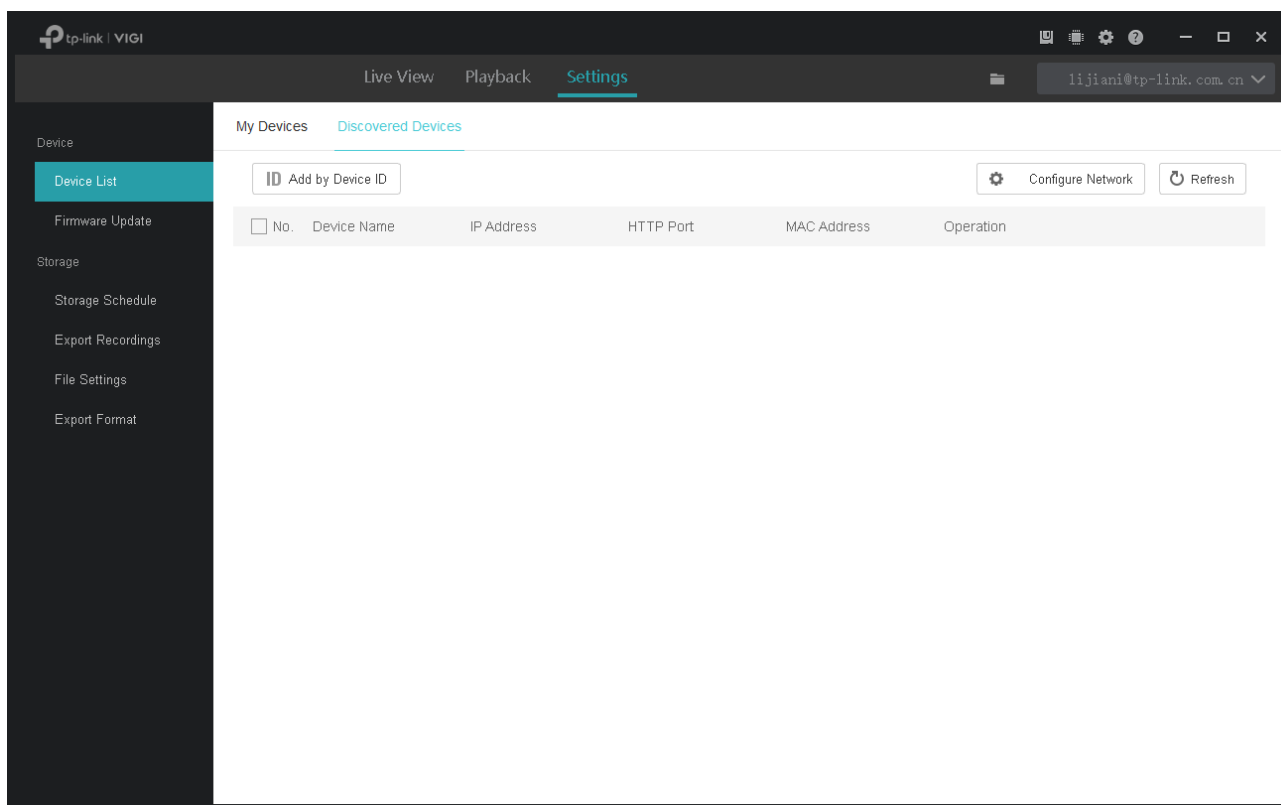 tp-link | VIGI
Live View Playback Settings lijiani@tp-link.com.cn
My Devices Discovered Devices
Device
Device List
Firmware Update
Storage
Storage Schedule
Export Recordings
File Settings
Export Format
ID Add by Device ID Configure Network Refresh
No. Device Name IP Address HTTP Port MAC Address Operation